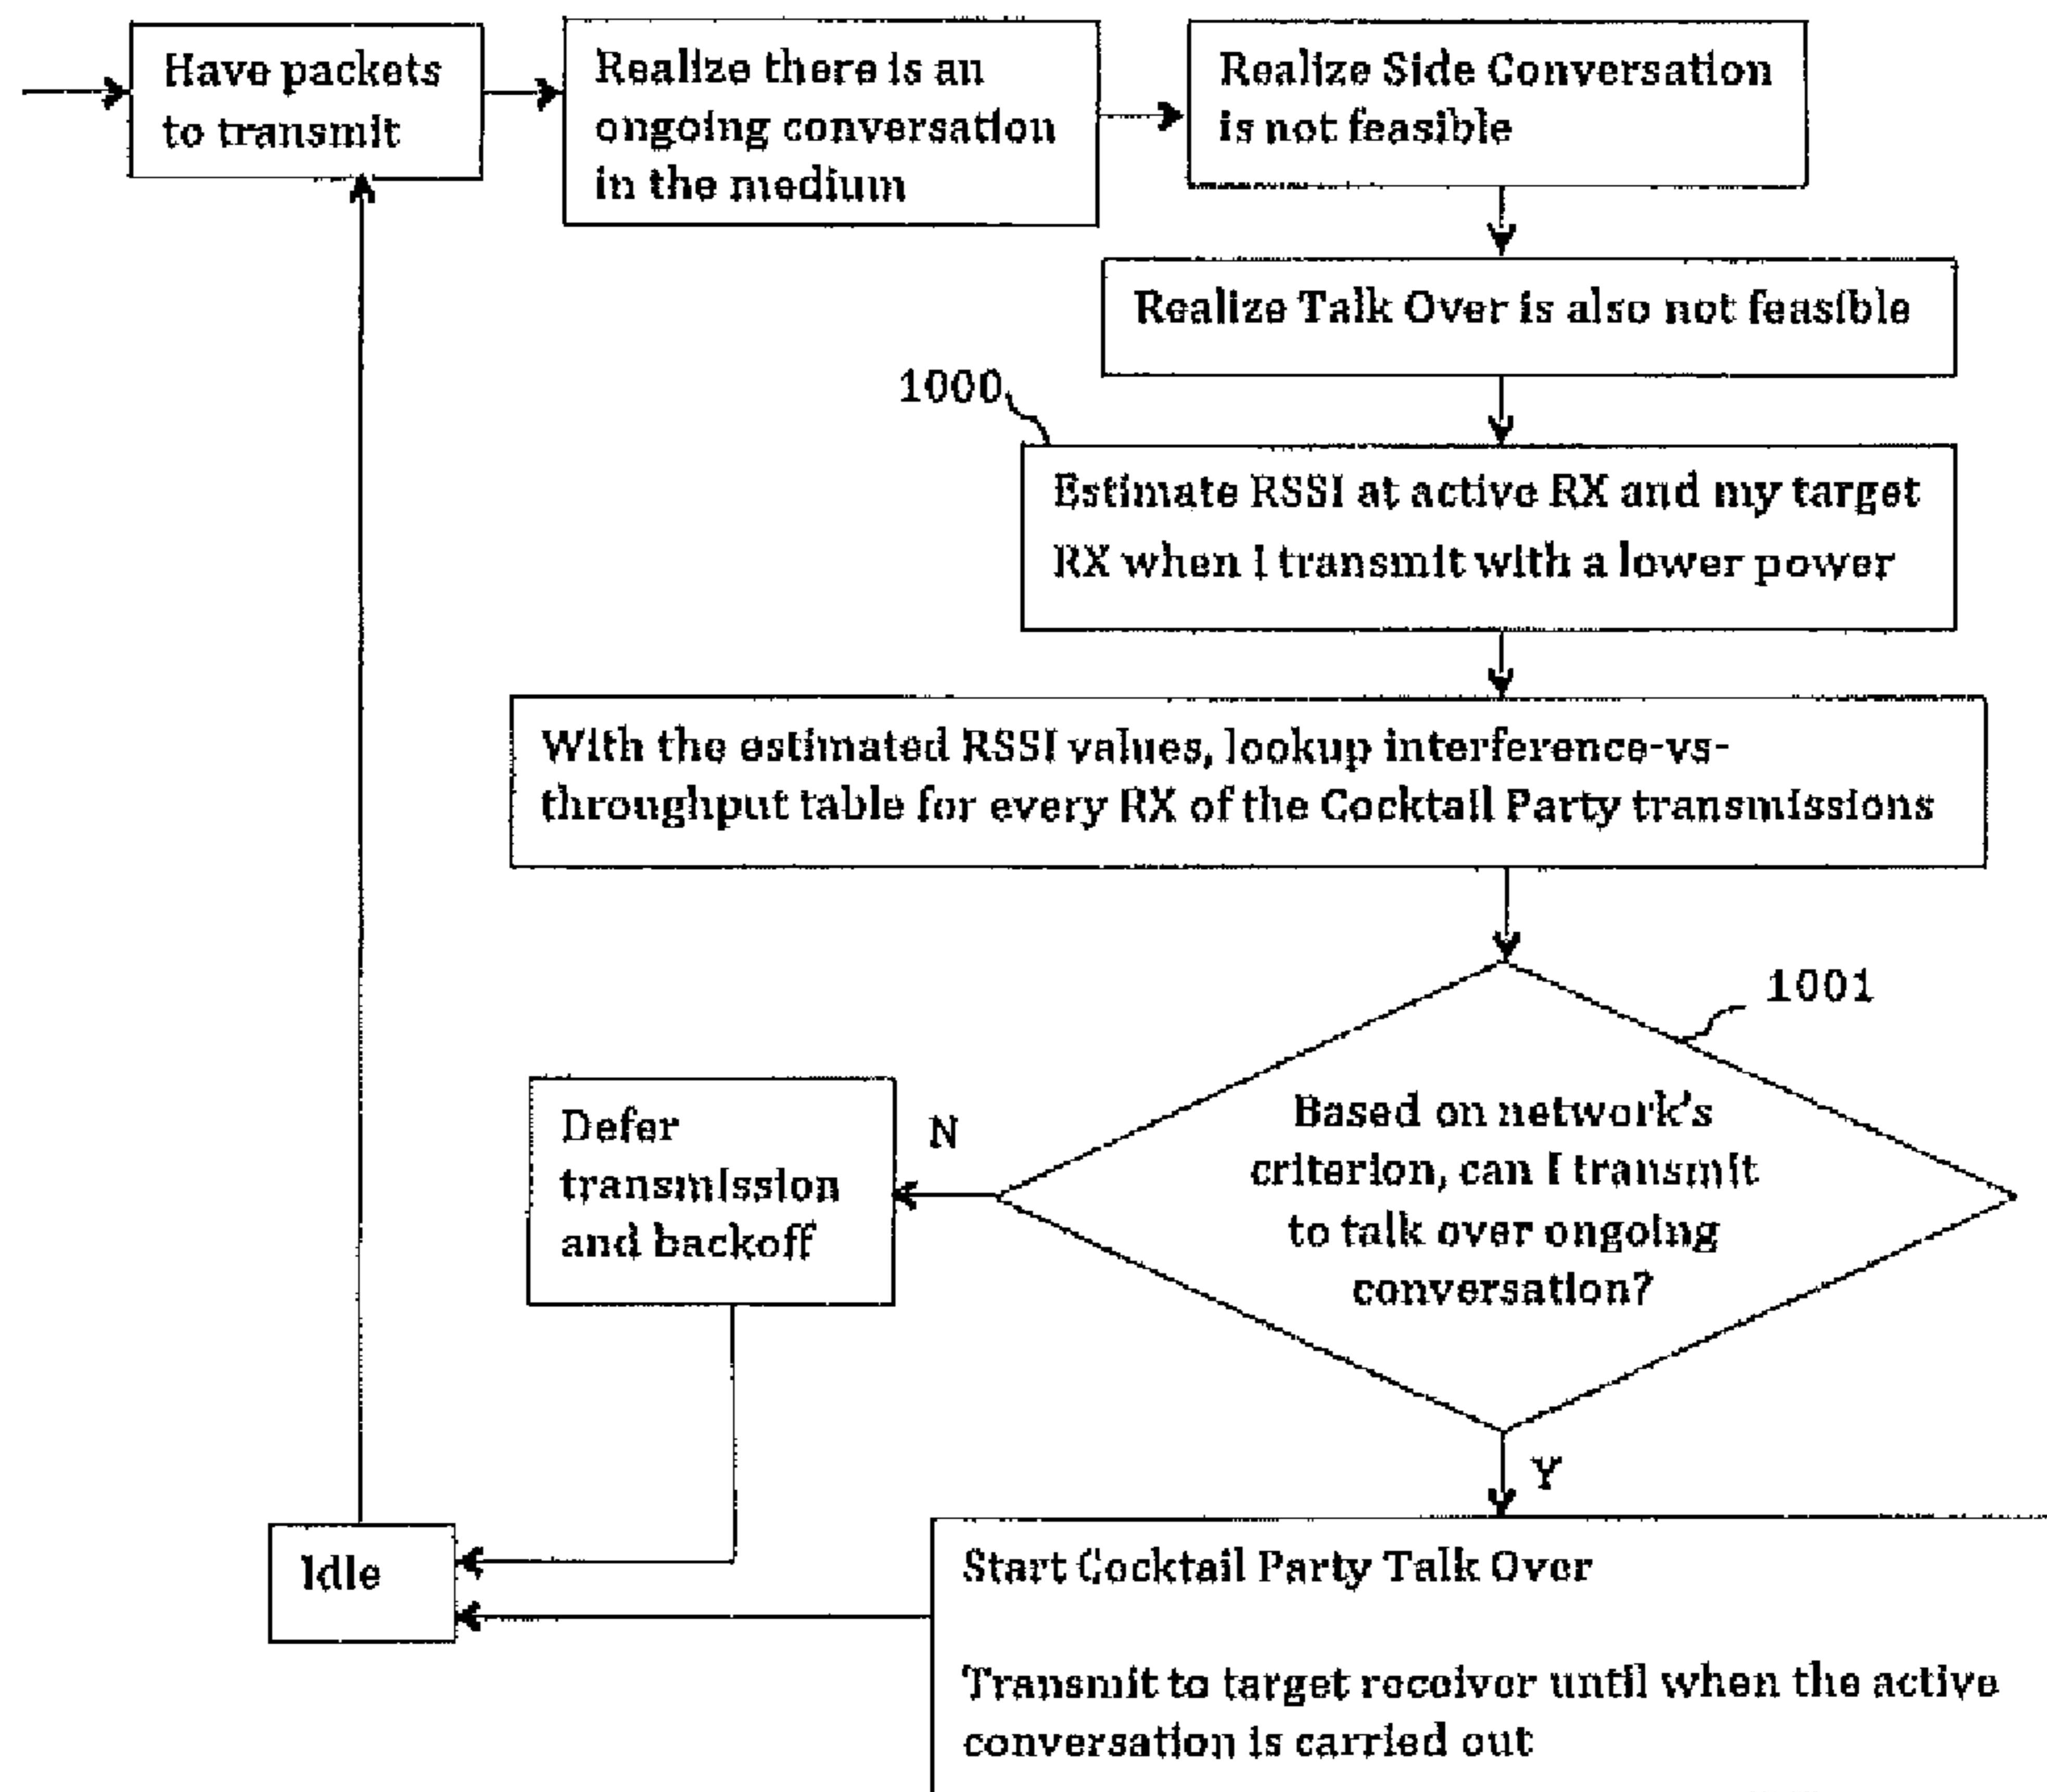 Have packets
to transmit
Realize there is an
ongoing conversation
in the medium
Realize Side Conversation
is not feasible
Realize Talk Over is also not feasible
1000
Estimate RSSI at active RX and my target
RX when I transmit with a lower power
With the estimated RSSI values, lookup interference-vs-
throughput table for every RX of the Cocktail Party transmissions
1001
Based on network's
criterion, can I transmit
to talk over ongoing
conversation?
N
Defer
transmission
and backoff
Y
Idle
Start Cocktail Party Talk Over
Transmit to target receiver until when the active
conversation is carried out